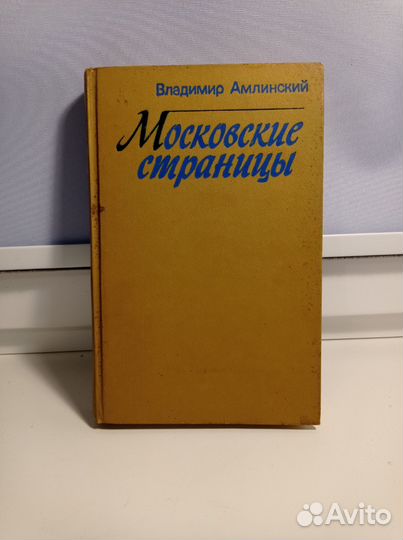 Владимир Амлинский
Московские
страницы
Avito